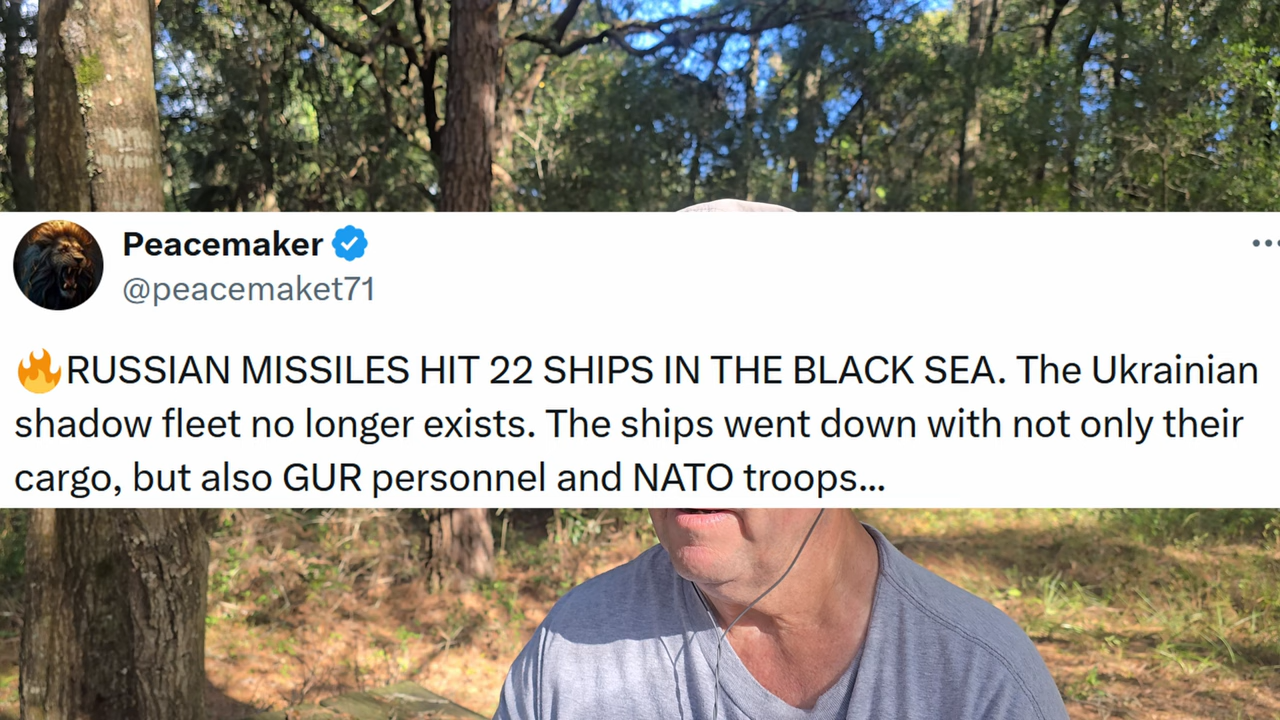 Peacemaker
@peacemaket71
🔥RUSSIAN MISSILES HIT 22 SHIPS IN THE BLACK SEA. The Ukrainian
shadow fleet no longer exists. The ships went down with not only their
cargo, but also GUR personnel and NATO troops...